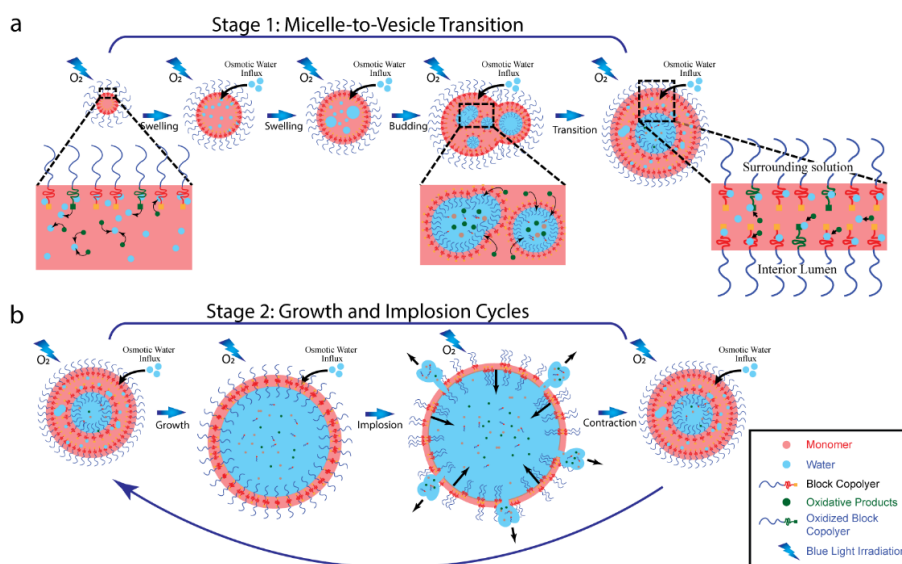 a
Stage 1: Micelle-to-Vesicle Transition
O₂
O₂
Osmotic Water
Influx
O₂
Osmotic Water
Influx
O₂
Osmotic Water
Influx
O₂
Osmotic Water
Influx
Swelling
Swelling
Budding
Transition
Surrounding solution
Interior Lumen
b
Stage 2: Growth and Implosion Cycles
O₂
Osmotic Water
Influx
O₂
Osmotic Water
Influx
O₂
O₂
Osmotic Water
Influx
Growth
Implosion
Contraction
Monomer
Water
Block Copolyer
Oxidative Products
Oxidized Block
Copolyer
Blue Light Irradiation